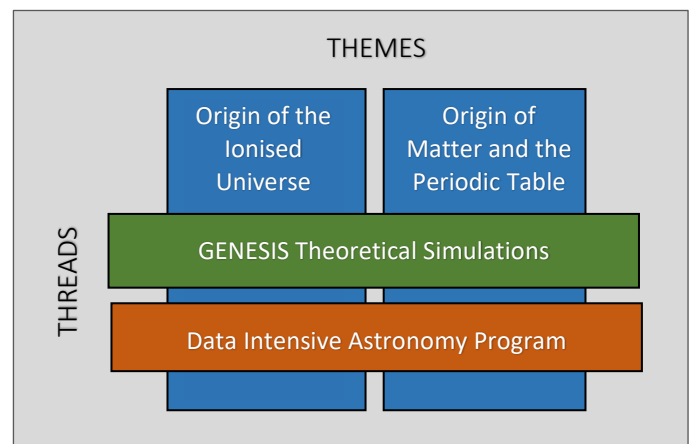 THEMES
Origin of the
Ionised
Universe
Origin of
Matter and the
Periodic Table
THREADS
GENESIS Theoretical Simulations
Data Intensive Astronomy Program